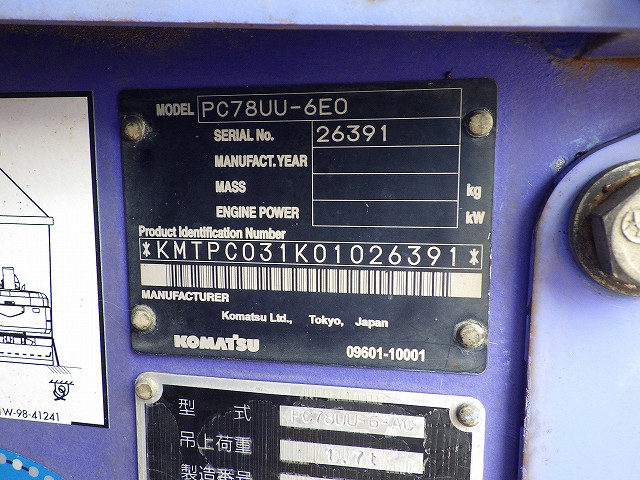 MODEL PC78UU-6E0
SERIAL No. 26391
MANUFACT.YEAR
MASS kg
ENGINE POWER kW
Product Identification Number
*KMTPC031K01026391*
MANUFACTURER
Komatsu Ltd., Tokyo, Japan
KOMATSU 09601-10001
W-98-41241
型 式 PC78UU-6-AC
吊上荷重 1.7t
製造番号